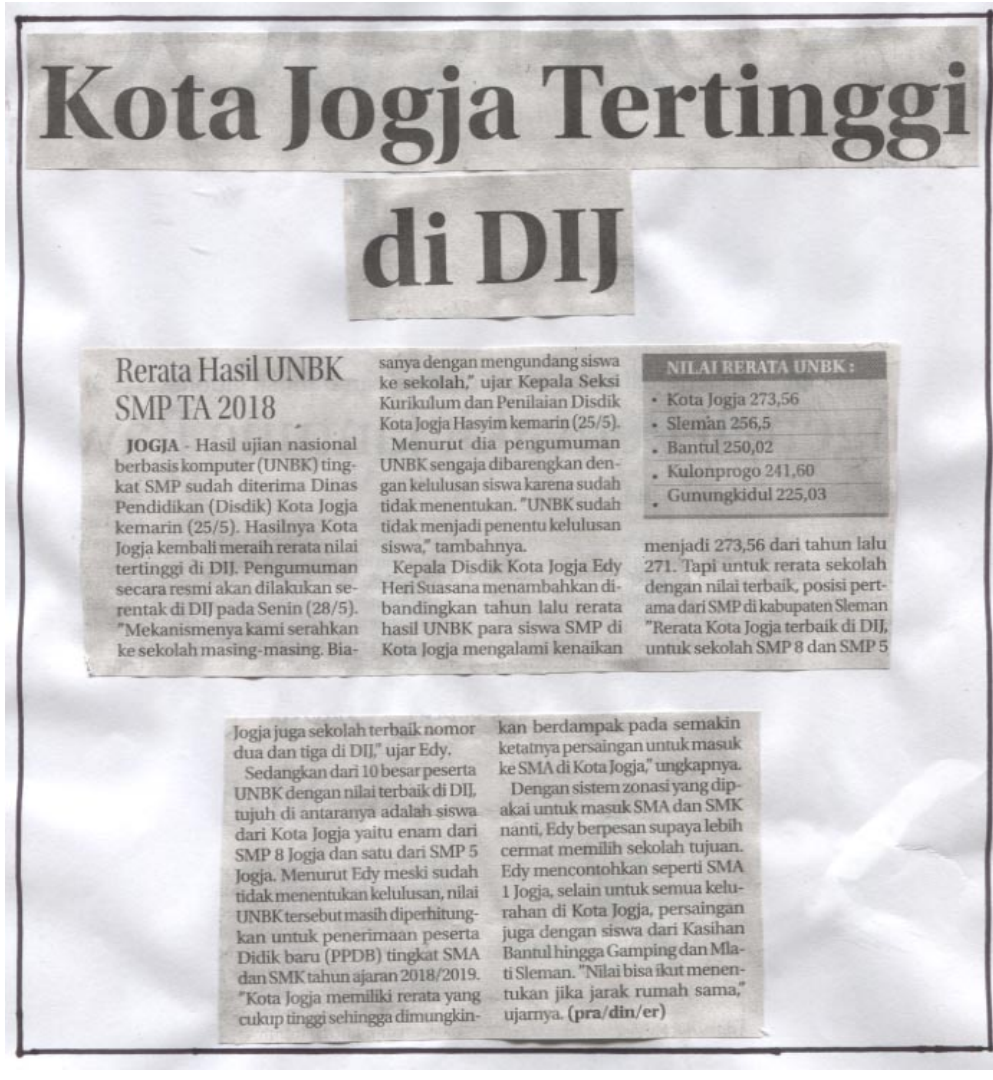 Kota Jogja Tertinggi
di DIJ
Rerata Hasil UNBK
SMP TA 2018
JOGJA - Hasil ujian nasional
berbasis komputer (UNBK) ting-
kat SMP sudah diterima Dinas
Pendidikan (Disdik) Kota Jogja
kemarin (25/5). Hasilnya Kota
Jogja kembali meraih rerata nilai
tertinggi di DIJ. Pengumuman
secara resmi akan dilakukan se-
rentak di DIJ pada Senin (28/5).
"Mekanismenya kami serahkan
ke sekolah masing-masing. Bia-
sanya dengan mengundang siswa
ke sekolah," ujar Kepala Seksi
Kurikulum dan Penilaian Disdik
Kota Jogja Hasyim kemarin (25/5).
Menurut dia pengumuman
UNBK sengaja dibarengkan den-
gan kelulusan siswa karena sudah
tidak menentukan. "UNBK sudah
tidak menjadi penentu kelulusan
siswa," tambahnya.
Kepala Disdik Kota Jogja Edy
Heri Suasana menambahkan di-
bandingkan tahun lalu rerata
hasil UNBK para siswa SMP di
Kota Jogja mengalami kenaikan
NILAI RERATA UNBK :
• Kota Jogja 273,56
• Sleman 256,5
• Bantul 250,02
• Kulonprogo 241,60
• Gunungkidul 225,03
menjadi 273,56 dari tahun lalu
271. Tapi untuk rerata sekolah
dengan nilai terbaik, posisi pert-
ama dari SMP di kabupaten Sleman
"Rerata Kota Jogja terbaik di DIJ,
untuk sekolah SMP 8 dan SMP 5
Jogja juga sekolah terbaik nomor
dua dan tiga di DIJ," ujar Edy.
Sedangkan dari 10 besar peserta
UNBK dengan nilai terbaik di DIJ,
tujuh di antaranya adalah siswa
dari Kota Jogja yaitu enam dari
SMP 8 Jogja dan satu dari SMP 5
Jogja. Menurut Edy meski sudah
tidak menentukan kelulusan, nilai
UNBK tersebut masih diperhitung-
kan untuk penerimaan peserta
Didik baru (PPDB) tingkat SMA
dan SMK tahun ajaran 2018/2019.
"Kota Jogja memiliki rerata yang
cukup tinggi sehingga dimungkin-
kan berdampak pada semakin
ketatnya persaingan untuk masuk
ke SMA di Kota Jogja," ungkapnya.
Dengan sistem zonasi yang dip-
akai untuk masuk SMA dan SMK
nanti, Edy berpesan supaya lebih
cermat memilih sekolah tujuan.
Edy mencontohkan seperti SMA
1 Jogja, selain untuk semua kelu-
rahan di Kota Jogja, persaingan
juga dengan siswa dari Kasihan
Bantul hingga Gamping dan Mla-
ti Sleman. "Nilai bisa ikut menen-
tukan jika jarak rumah sama,"
ujarnya. (pra/din/er)